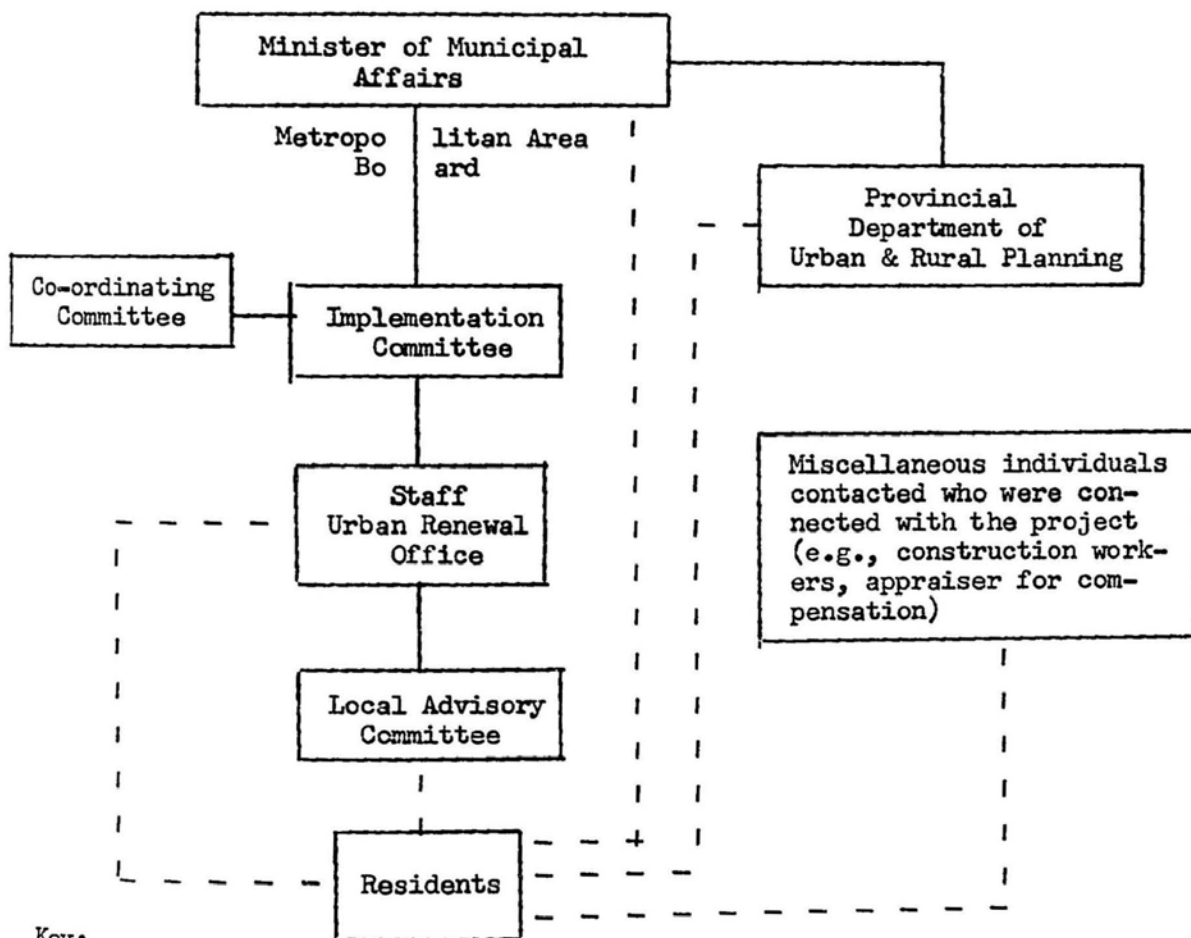 Minister of Municipal
Affairs
Metropo litan Area
Bo ard
Provincial
Department of
Urban & Rural Planning
Co-ordinating
Committee
Implementation
Committee
Staff
Urban Renewal
Office
Miscellaneous individuals
contacted who were con-
nected with the project
(e.g., construction work-
ers, appraiser for com-
pensation)
Local Advisory
Committee
Residents
Key: